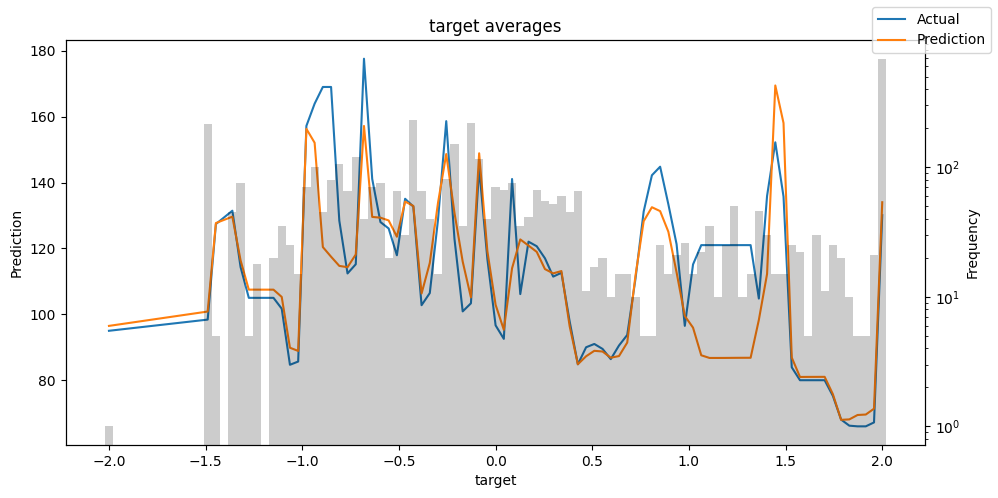 target averages
Actual
Prediction
180
160
140
120
100
80
Prediction
10²
10¹
10⁰
Frequency
−2.0 −1.5 −1.0 −0.5 0.0 0.5 1.0 1.5 2.0
target